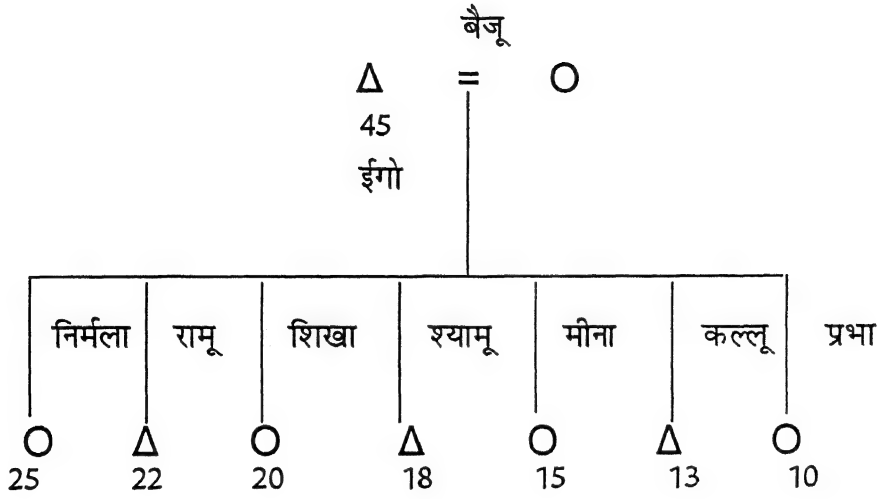 बैजू
Δ = O
45
ईगो
निर्मला रामू शिखा श्यामू मीना कल्लू प्रभा
O Δ O Δ O Δ O
25 22 20 18 15 13 10